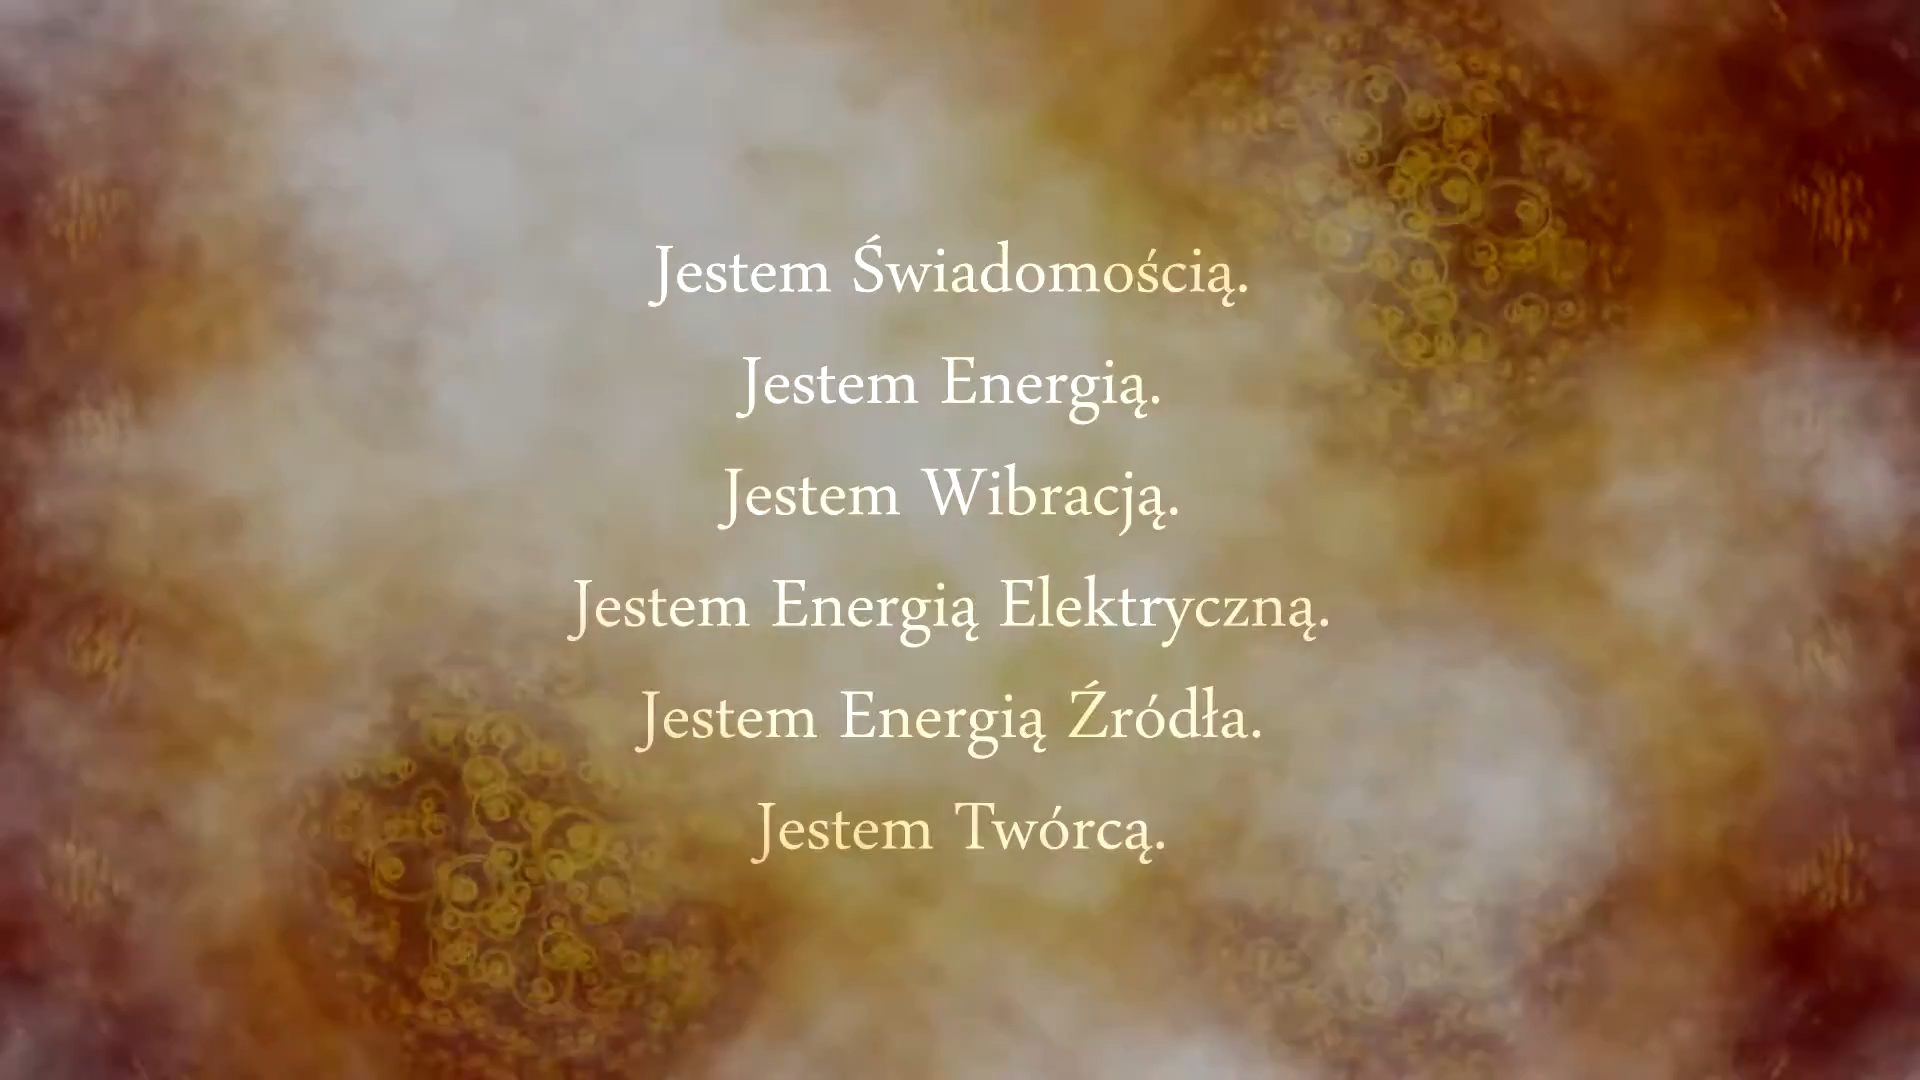 Jestem Świadomością.
Jestem Energią.
Jestem Wibracją.
Jestem Energią Elektryczną.
Jestem Energią Źródła.
Jestem Twórcą.